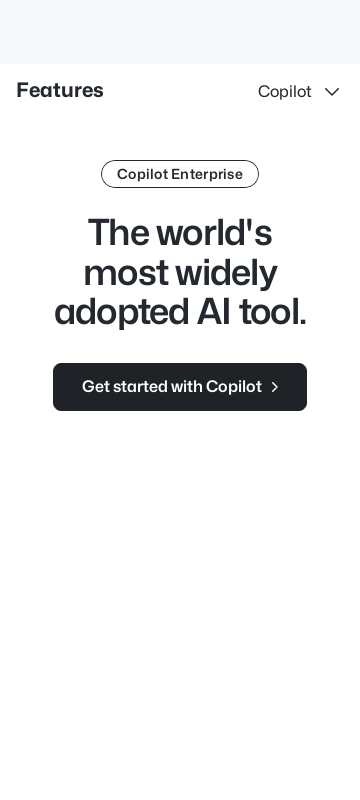 Features
Copilot
Copilot Enterprise
The world's
most widely
adopted AI tool.
Get started with Copilot